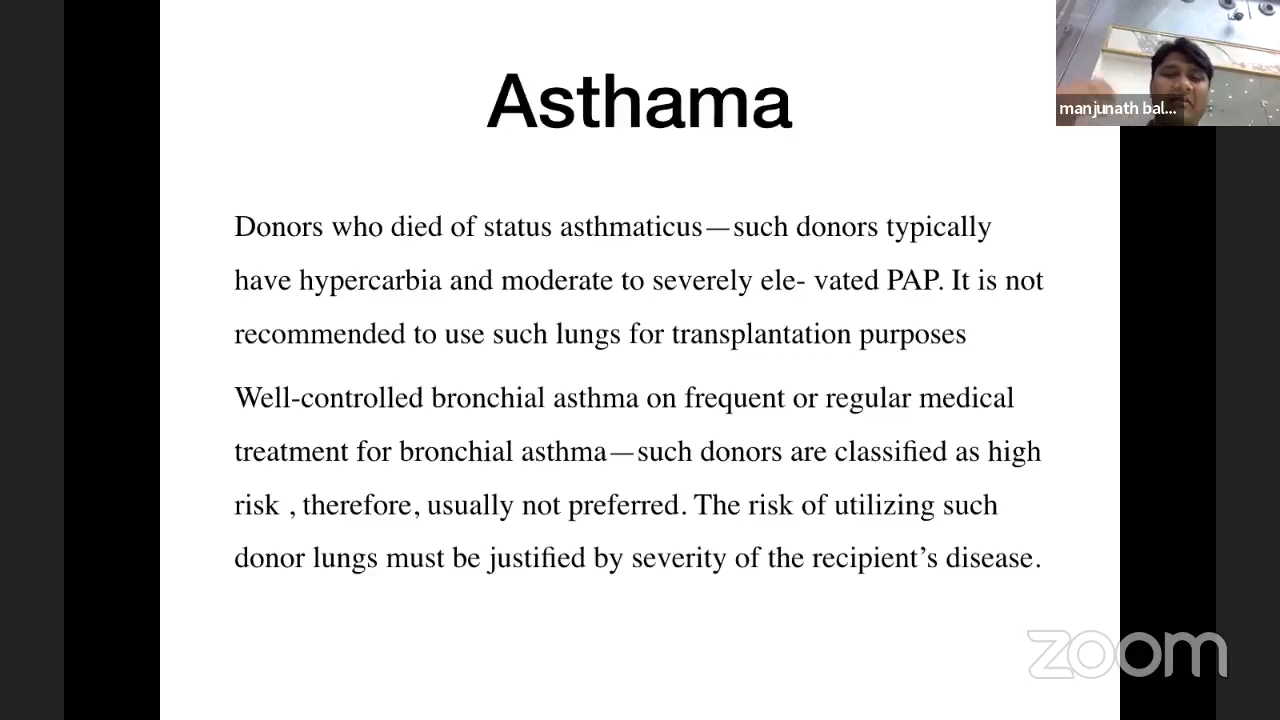 Asthama
manjunath bal...
Donors who died of status asthmaticus—such donors typically
have hypercarbia and moderate to severely ele- vated PAP. It is not
recommended to use such lungs for transplantation purposes
Well-controlled bronchial asthma on frequent or regular medical
treatment for bronchial asthma—such donors are classified as high
risk , therefore, usually not preferred. The risk of utilizing such
donor lungs must be justified by severity of the recipient’s disease.
zoom